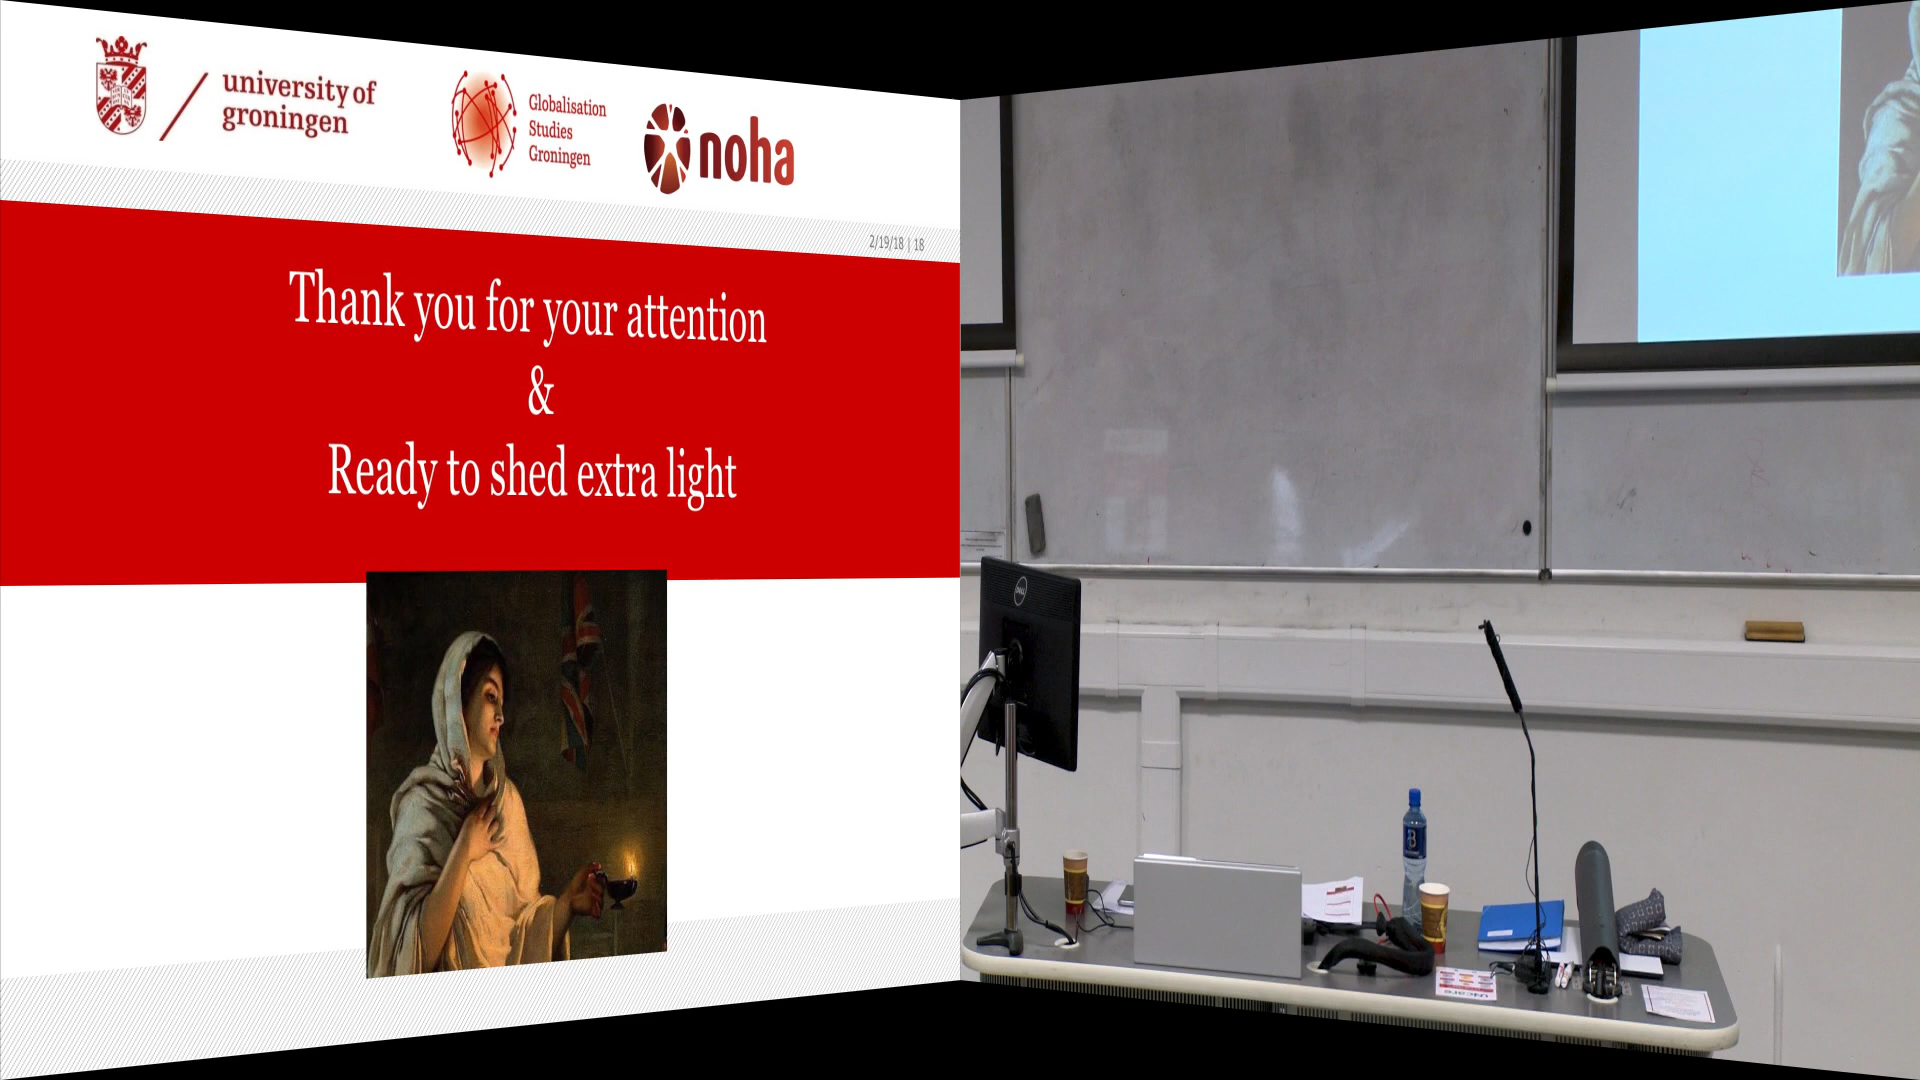 university of
groningen
Globalisation
Studies
Groningen
noha
2/19/18 | 18
Thank you for your attention
&
Ready to shed extra light
DELL